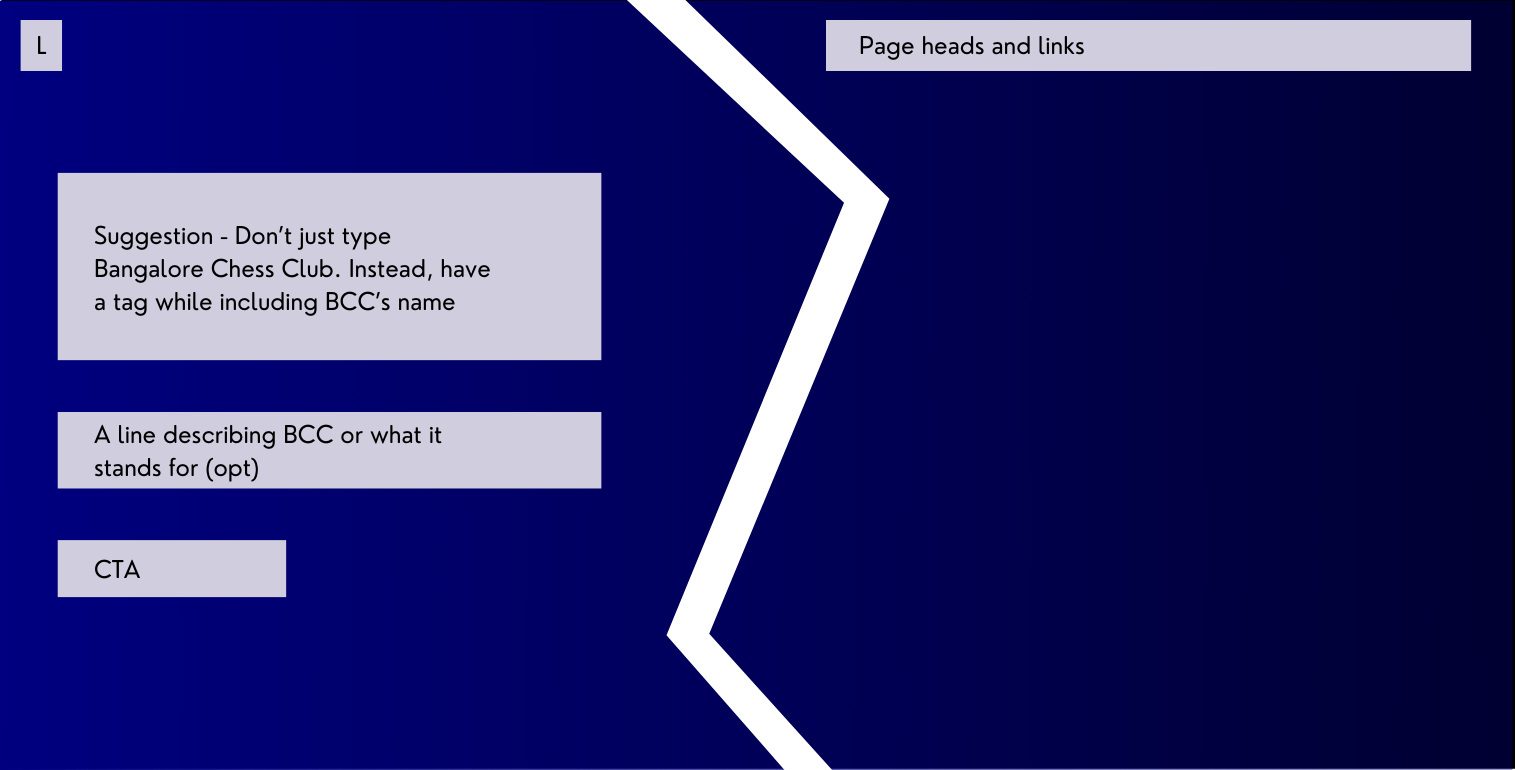 L
Page heads and links
Suggestion - Don't just type
Bangalore Chess Club. Instead, have
a tag while including BCC's name
A line describing BCC or what it
stands for (opt)
CTA